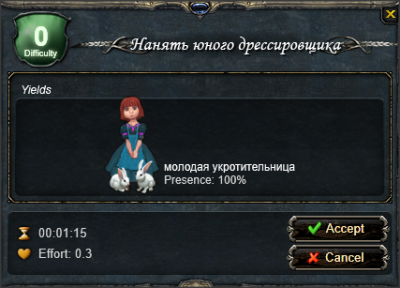 0
Difficulty
Нанять юного дрессировщика
Yields
молодая укротительница
Presence: 100%
00:01:15
Effort: 0.3
Accept
Cancel